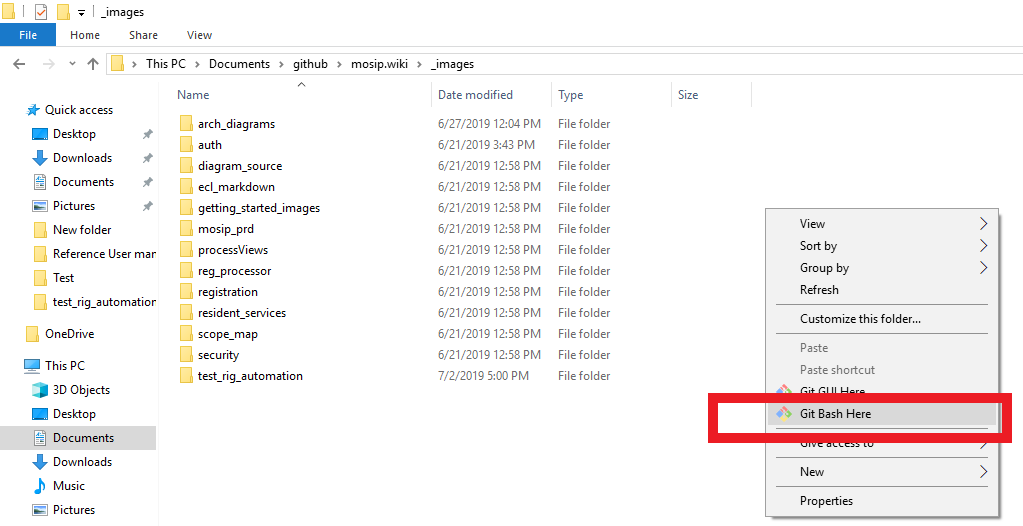 _images
File Home Share View
This PC Documents github mosip.wiki _images
Name Date modified Type Size
Quick access
Desktop
Downloads
Documents
Pictures
New folder
Reference User mar
Test
test_rig_automation
OneDrive
This PC
3D Objects
Desktop
Documents
Downloads
Music
Pictures
arch_diagrams 6/27/2019 12:04 PM File folder
auth 6/21/2019 3:43 PM File folder
diagram_source 6/21/2019 12:58 PM File folder
ecl_markdown 6/21/2019 12:58 PM File folder
getting_started_images 6/21/2019 12:58 PM File folder
mosip_prd 6/21/2019 12:58 PM File folder
processViews 6/21/2019 12:58 PM File folder
reg_processor 6/21/2019 12:58 PM File folder
registration 6/21/2019 12:58 PM File folder
resident_services 6/21/2019 12:58 PM File folder
scope_map 6/21/2019 12:58 PM File folder
security 6/21/2019 12:58 PM File folder
test_rig_automation 7/2/2019 5:00 PM File folder
View
Sort by
Group by
Refresh
Customize this folder...
Paste
Paste shortcut
Git GUI Here
Git Bash Here
Give access to
New
Properties